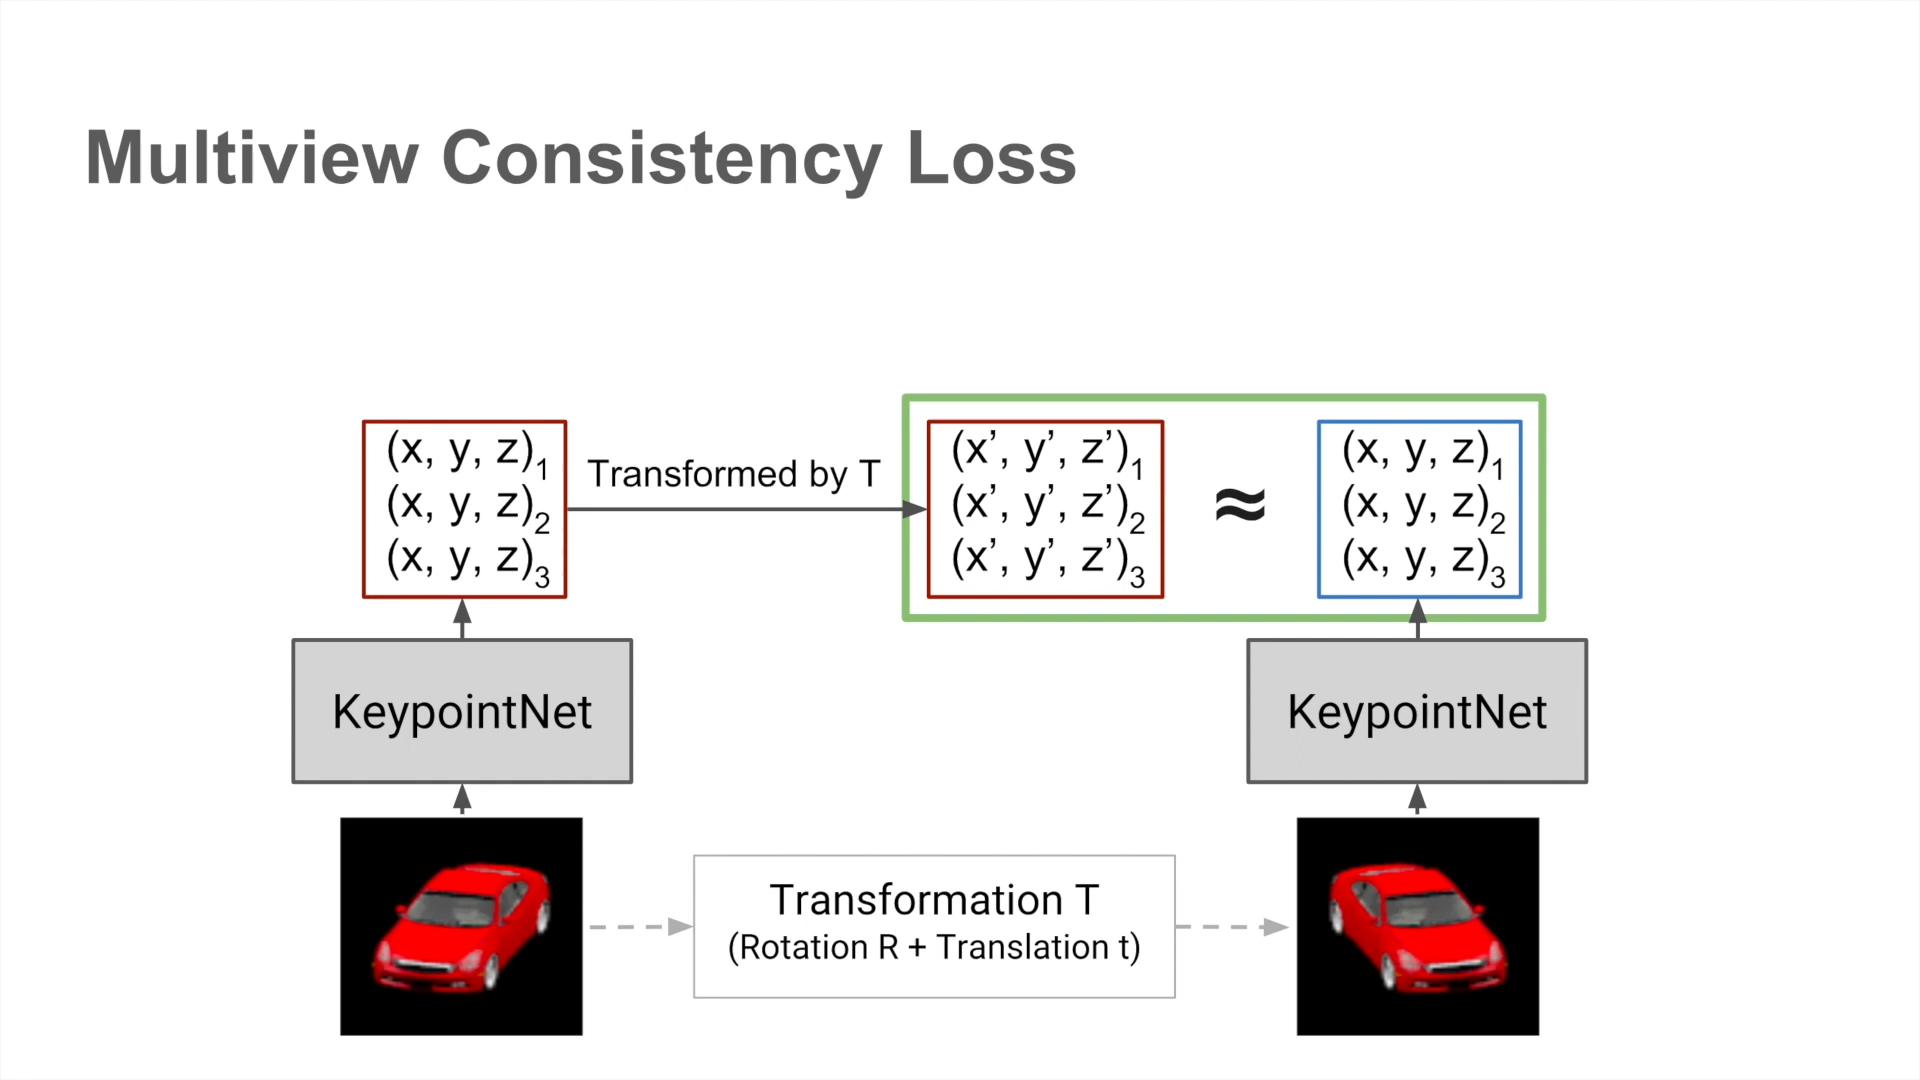 Multiview Consistency Loss
(x, y, z)1
(x, y, z)2
(x, y, z)3
Transformed by T
(x’, y’, z’)1
(x’, y’, z’)2
(x’, y’, z’)3
≈
(x, y, z)1
(x, y, z)2
(x, y, z)3
KeypointNet
KeypointNet
Transformation T
(Rotation R + Translation t)